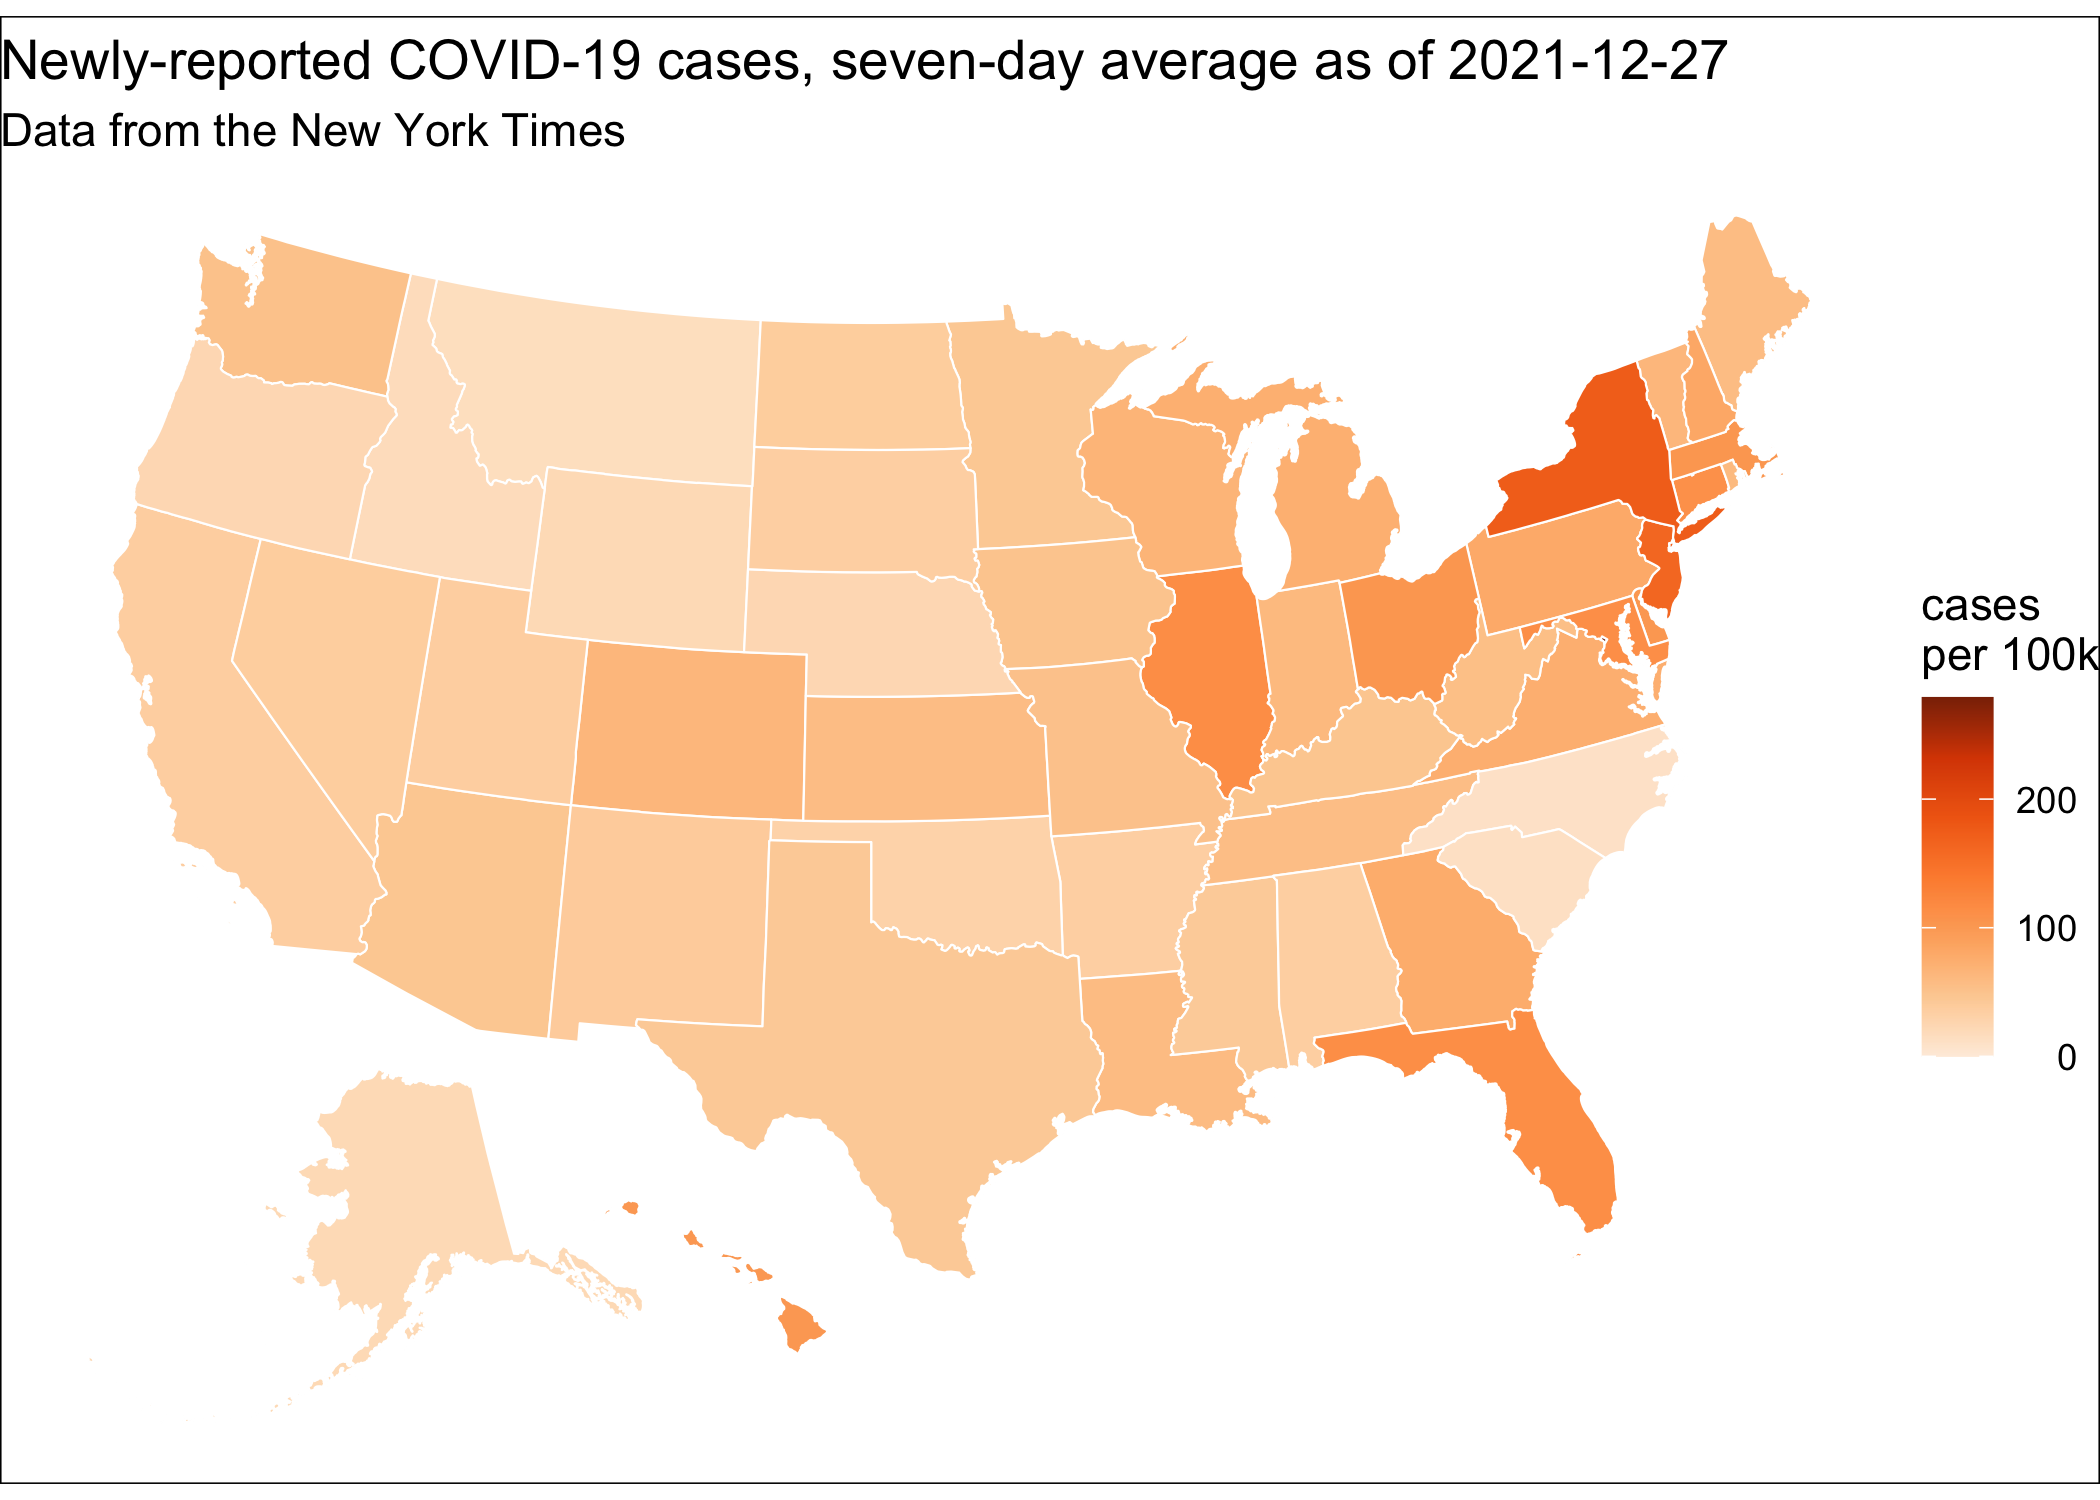 Newly-reported COVID-19 cases, seven-day average as of 2021-12-27
Data from the New York Times
cases
per 100k
200
100
0